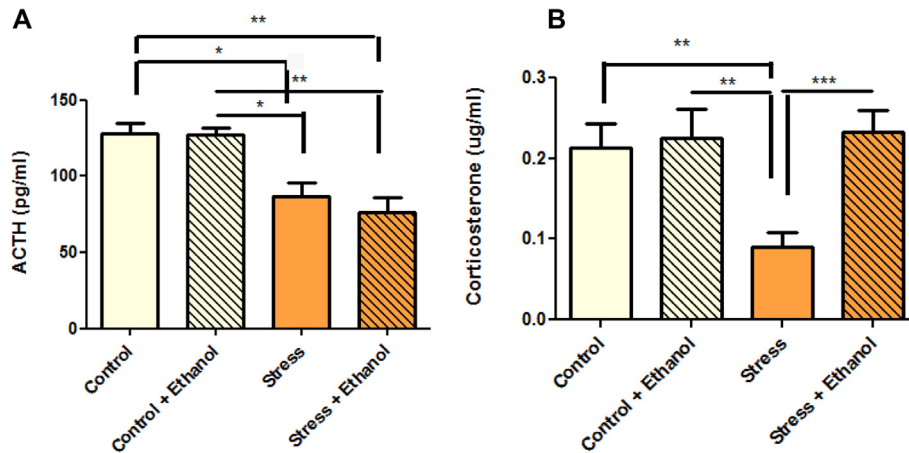 A
**
*
**
*
ACTH (pg/ml)
150
100
50
0
Control
Control + Ethanol
Stress
Stress + Ethanol
B
**
**
***
Corticosterone (ug/ml)
0.3
0.2
0.1
0.0
Control
Control + Ethanol
Stress
Stress + Ethanol